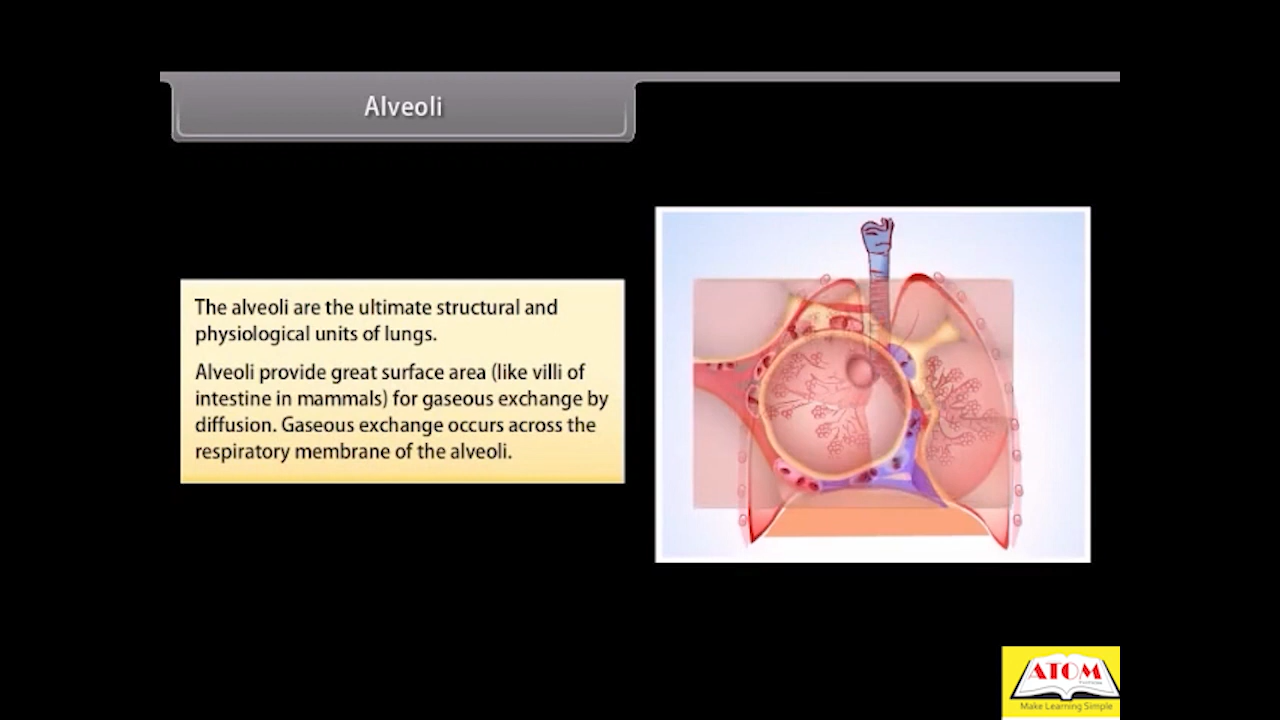 Alveoli
The alveoli are the ultimate structural and
physiological units of lungs.
Alveoli provide great surface area (like villi of
intestine in mammals) for gaseous exchange by
diffusion. Gaseous exchange occurs across the
respiratory membrane of the alveoli.
ATOM
Make Learning Simple